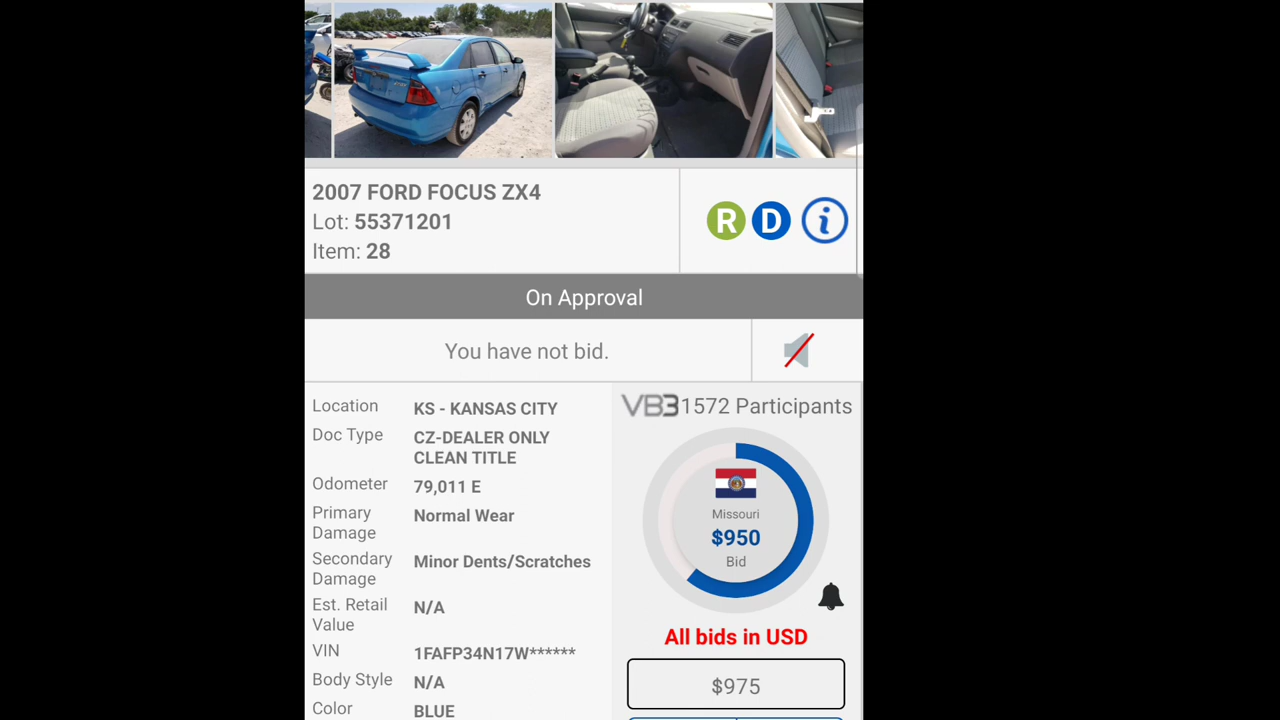 2007 FORD FOCUS ZX4
Lot: 55371201
Item: 28
R D i
On Approval
You have not bid.
Location KS - KANSAS CITY
Doc Type CZ-DEALER ONLY
CLEAN TITLE
Odometer 79,011 E
Primary
Damage
Normal Wear
Secondary
Damage
Minor Dents/Scratches
Est. Retail
Value
N/A
VIN 1FAFP34N17W******
Body Style N/A
Color BLUE
VB3 1572 Participants
Missouri
$950
Bid
All bids in USD
$975